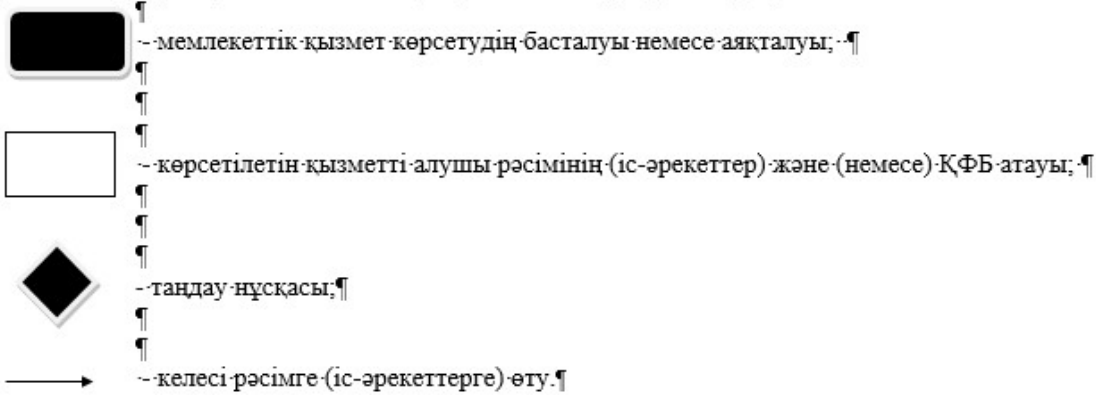 - мемлекеттік қызмет көрсетудің басталуы немесе аяқталуы;
- көрсетілетін қызметті алушы рәсімінің (іс-әрекеттер) және (немесе) ҚФБ атауы;
- таңдау нұсқасы;
- келесі рәсімге (іс-әрекеттерге) өту.